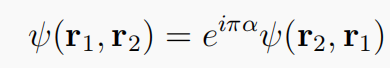 ψ(r₁, r₂) = e^{iπα}ψ(r₂, r₁)